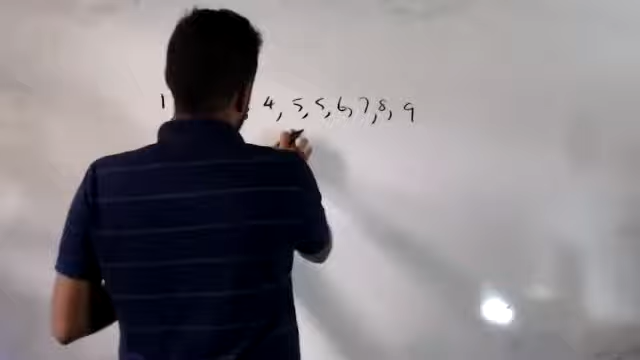 1 4, 5, 5, 6, 7, 8, 9